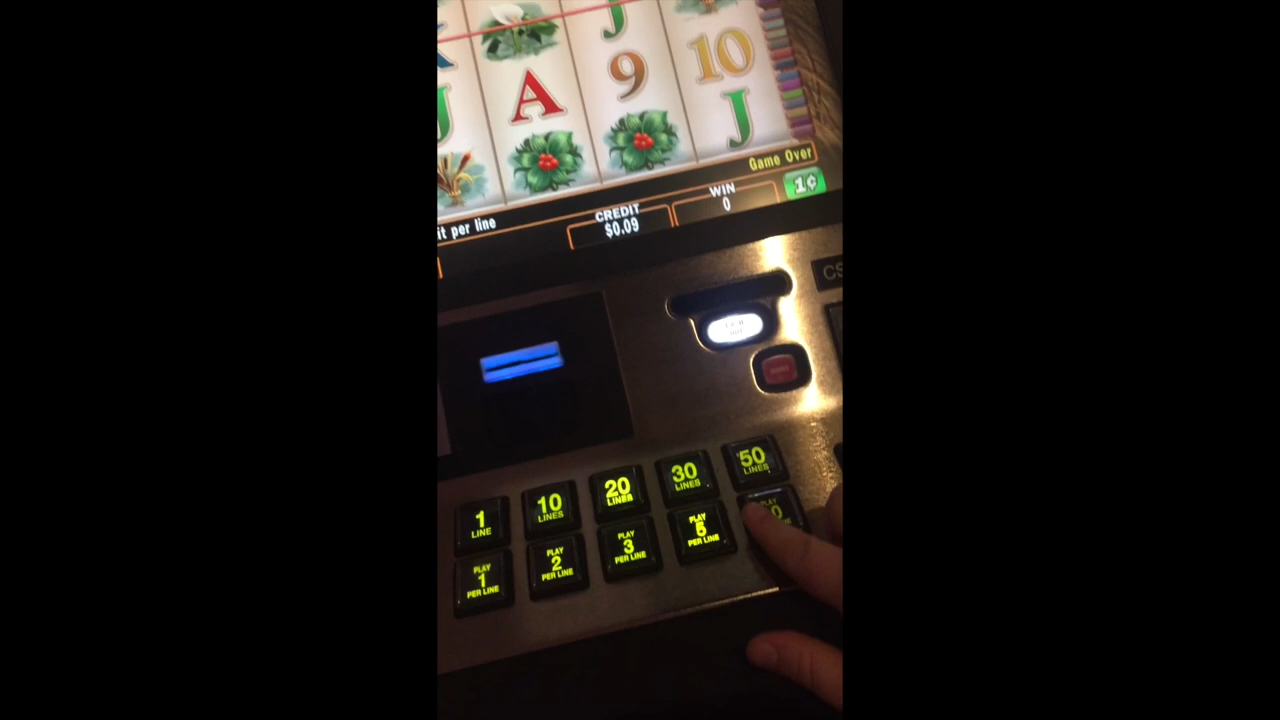 J
A 9 10
J J
Game Over
it per line CREDIT WIN 1¢
$0.09 0
CS
50 LINES
30 LINES
20 LINES
10 LINES
1 LINE
PLAY 1 PER LINE
PLAY 2 PER LINE
PLAY 3 PER LINE
PLAY 5 PER LINE
PLAY